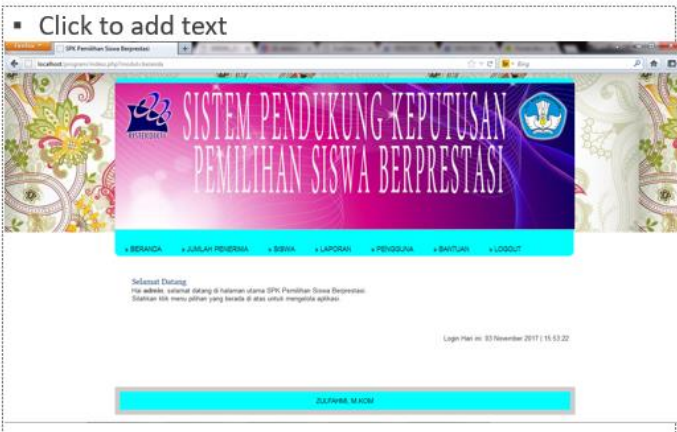 Click to add text
SPK Pemilihan Siswa Berprestasi
localhost/program/index.php?module=beranda
Bing
RISTEKDIKTI
SISTEM PENDUKUNG KEPUTUSAN
PEMILIHAN SISWA BERPRESTASI
» BERANDA » JUMLAH PENERIMA » SISWA » LAPORAN » PENGGUNA » BANTUAN » LOGOUT
Selamat Datang
Hai admin, selamat datang di halaman utama SPK Pemilihan Siswa Berprestasi.
Silahkan klik menu pilihan yang berada di atas untuk mengelola aplikasi.
Login Hari ini: 03 November 2017 | 15:53:22
ZULFAHMI, M.KOM